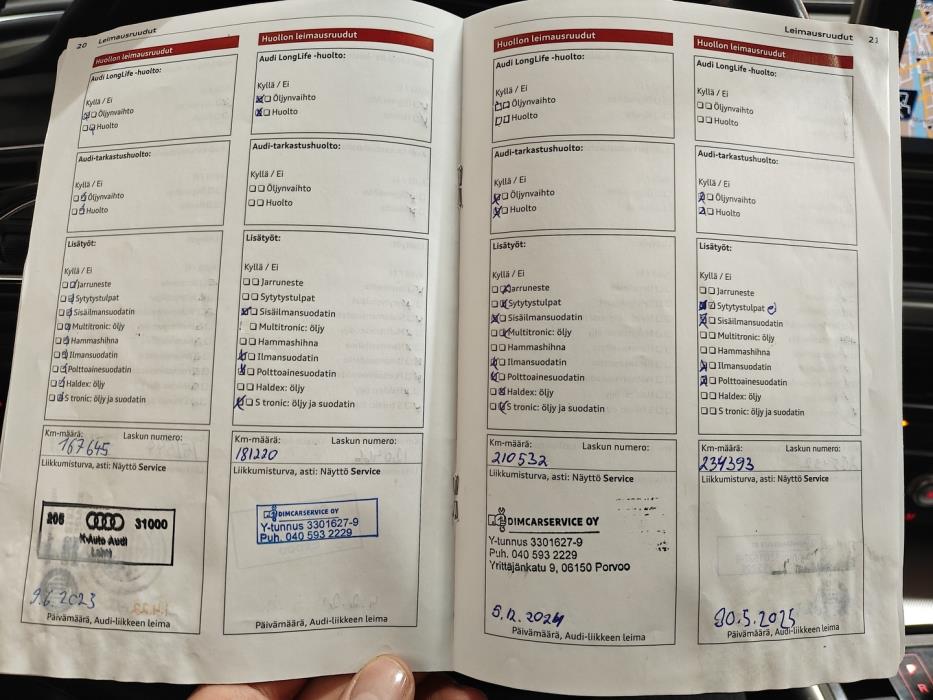 20 Leimausruudut
Huollon leimausruudut
Audi LongLife -huolto:
Kyllä / Ei
Öljynvaihto
Huolto
Audi-tarkastushuolto:
Kyllä / Ei
Öljynvaihto
Huolto
Lisätyöt:
Kyllä / Ei
Jarruneste
Sytytystulpat
Sisäilmansuodatin
Multitronic: öljy
Hammashihna
Ilmansuodatin
Polttoainesuodatin
Haldex: öljy
S tronic: öljy ja suodatin
Km-määrä: Laskun numero:
167645
Liikkumisturva, asti: Näyttö Service
205 31000
K-Auto Audi
Lahti
9.6.2023
Päivämäärä, Audi-liikkeen leima
Huollon leimausruudut
Audi LongLife -huolto:
Kyllä / Ei
Öljynvaihto
Huolto
Audi-tarkastushuolto:
Kyllä / Ei
Öljynvaihto
Huolto
Lisätyöt:
Kyllä / Ei
Jarruneste
Sytytystulpat
Sisäilmansuodatin
Multitronic: öljy
Hammashihna
Ilmansuodatin
Polttoainesuodatin
Haldex: öljy
S tronic: öljy ja suodatin
Km-määrä: Laskun numero:
181220
Liikkumisturva, asti: Näyttö Service
DIMCARSERVICE OY
Y-tunnus 3301627-9
Puh. 040 593 2229
Päivämäärä, Audi-liikkeen leima
Leimausruudut 21
Huollon leimausruudut
Audi LongLife -huolto:
Kyllä / Ei
Öljynvaihto
Huolto
Audi-tarkastushuolto:
Kyllä / Ei
Öljynvaihto
Huolto
Lisätyöt:
Kyllä / Ei
Jarruneste
Sytytystulpat
Sisäilmansuodatin
Multitronic: öljy
Hammashihna
Ilmansuodatin
Polttoainesuodatin
Haldex: öljy
S tronic: öljy ja suodatin
Km-määrä: Laskun numero:
210532
Liikkumisturva, asti: Näyttö Service
DIMCARSERVICE OY
Y-tunnus 3301627-9
Puh. 040 593 2229
Yrittäjänkatu 9, 06150 Porvoo
5.12.2024
Päivämäärä, Audi-liikkeen leima
Huollon leimausruudut
Audi LongLife -huolto:
Kyllä / Ei
Öljynvaihto
Huolto
Audi-tarkastushuolto:
Kyllä / Ei
Öljynvaihto
Huolto
Lisätyöt:
Kyllä / Ei
Jarruneste
Sytytystulpat
Sisäilmansuodatin
Multitronic: öljy
Hammashihna
Ilmansuodatin
Polttoainesuodatin
Haldex: öljy
S tronic: öljy ja suodatin
Km-määrä: Laskun numero:
234393
Liikkumisturva, asti: Näyttö Service
20.5.2025
Päivämäärä, Audi-liikkeen leima